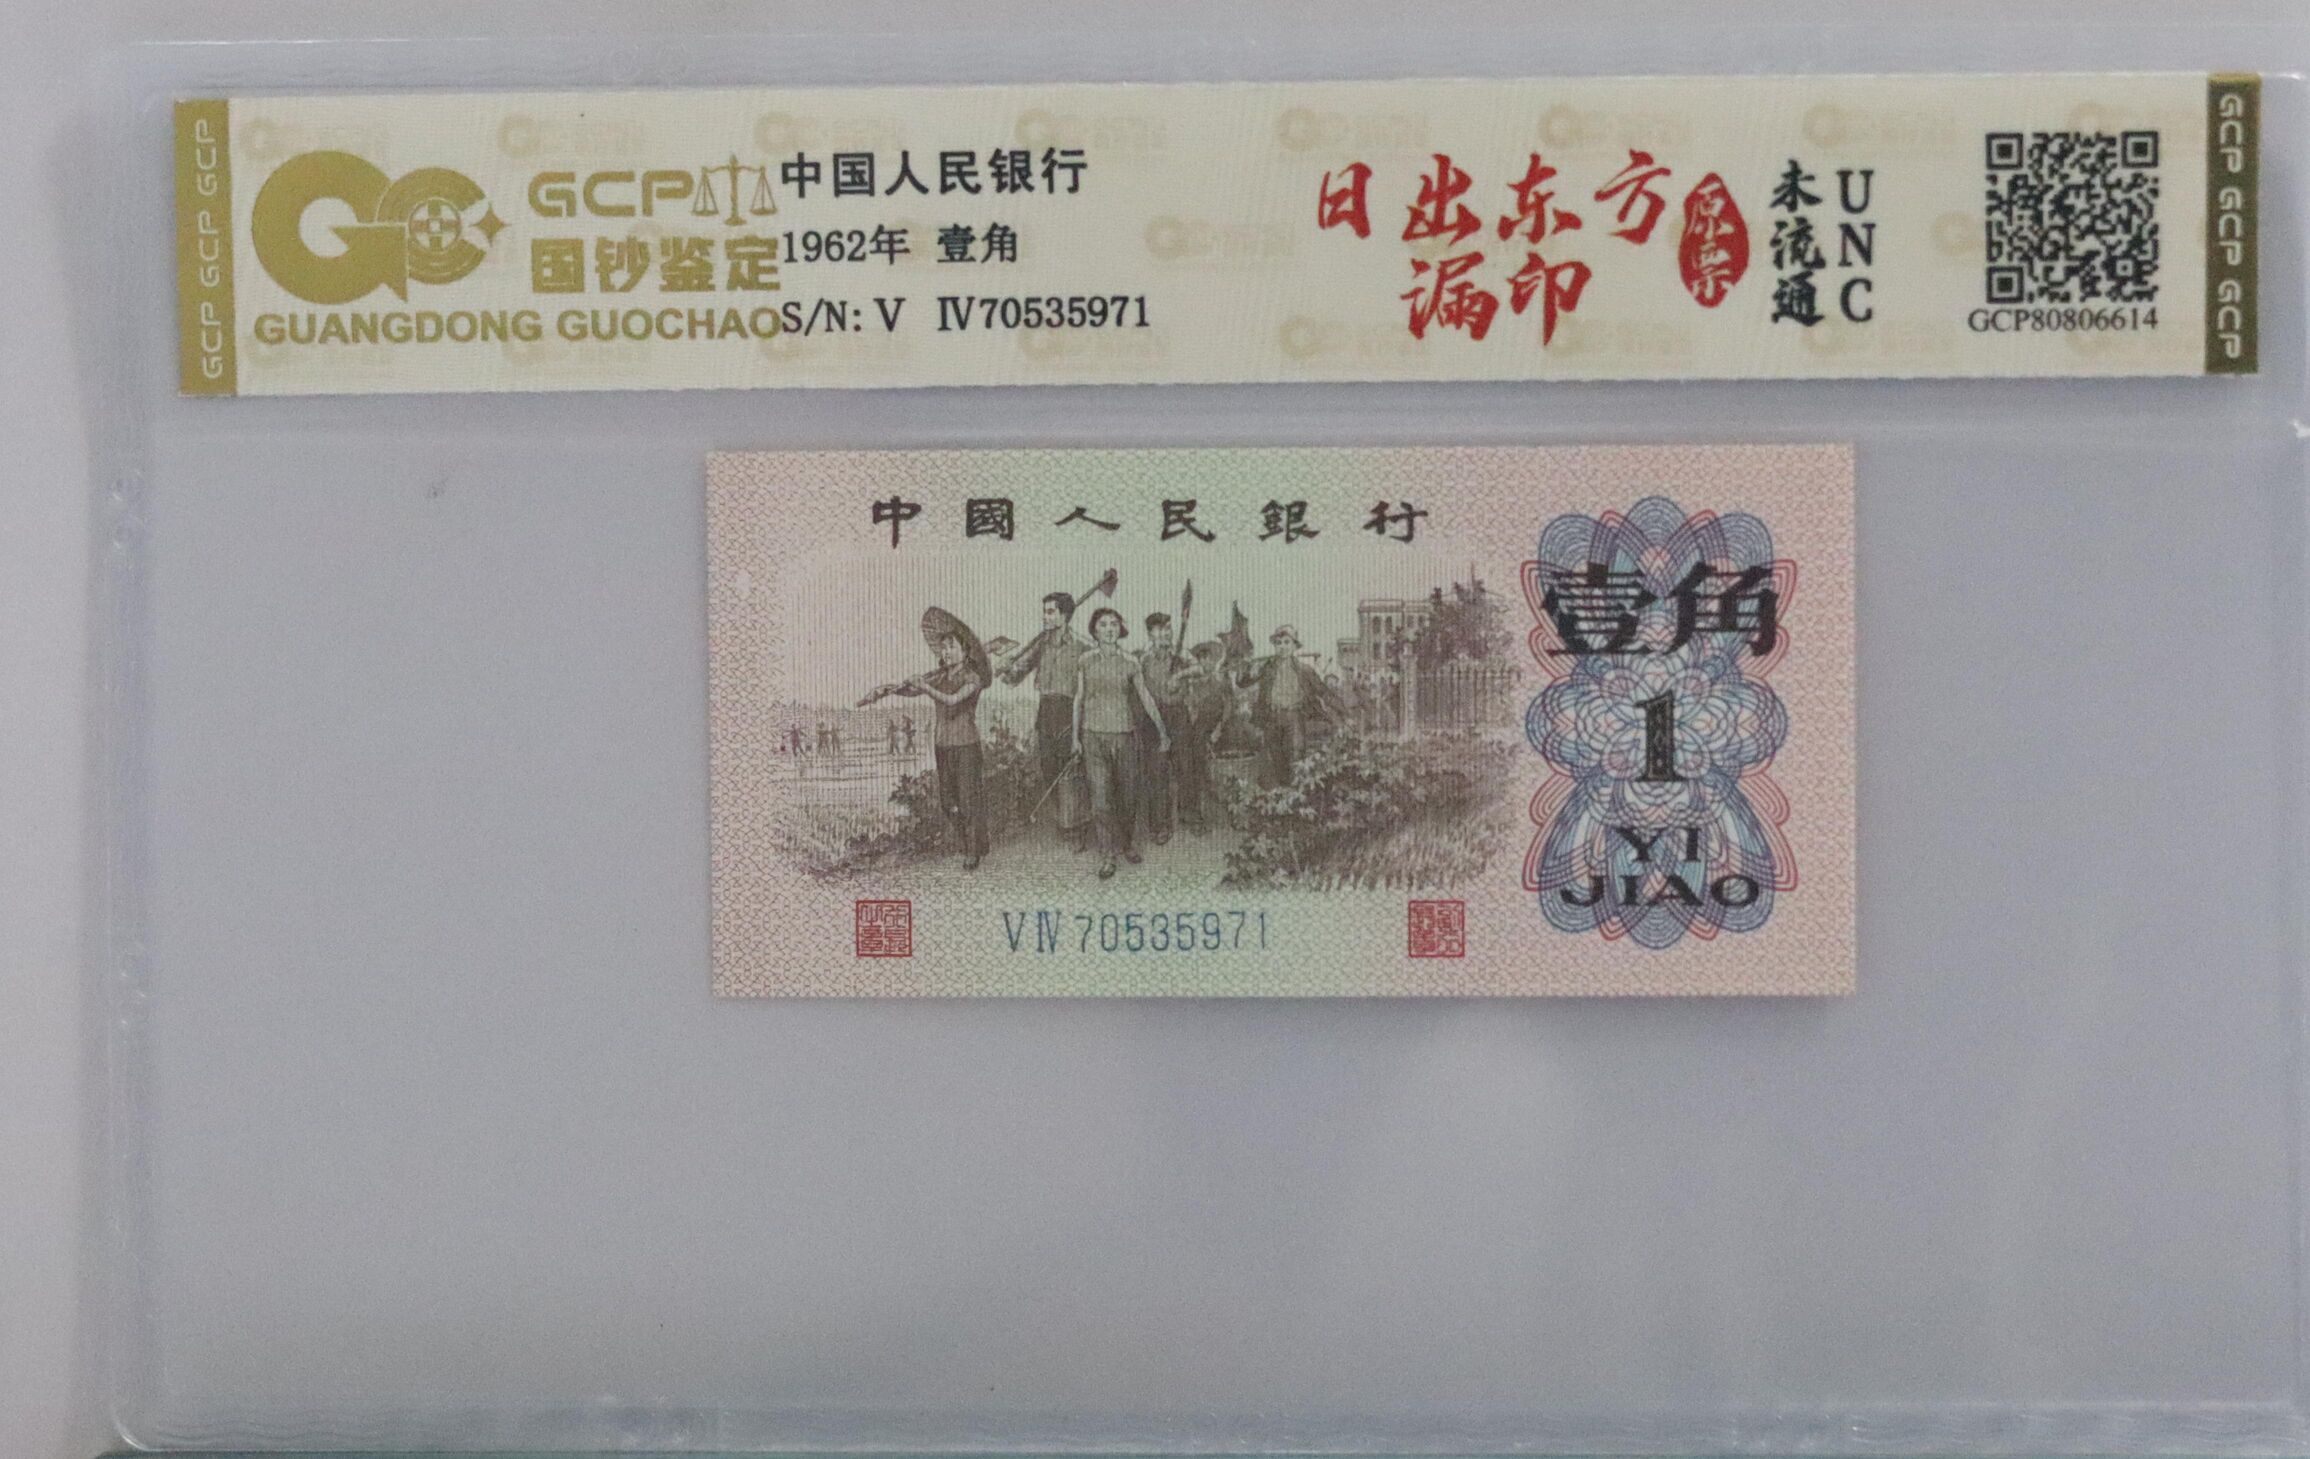 GCP GCP GCP
GCP
国钞鉴定
GUANGDONG GUOCHAO
中国人民银行
1962年 壹角
S/N: V Ⅳ70535971
日出东方
漏印
原票
未流通
UNC
GCP80806614
GCP GCP GCP
中國人民銀行
壹角
1
YI
JIAO
V Ⅳ 70535971